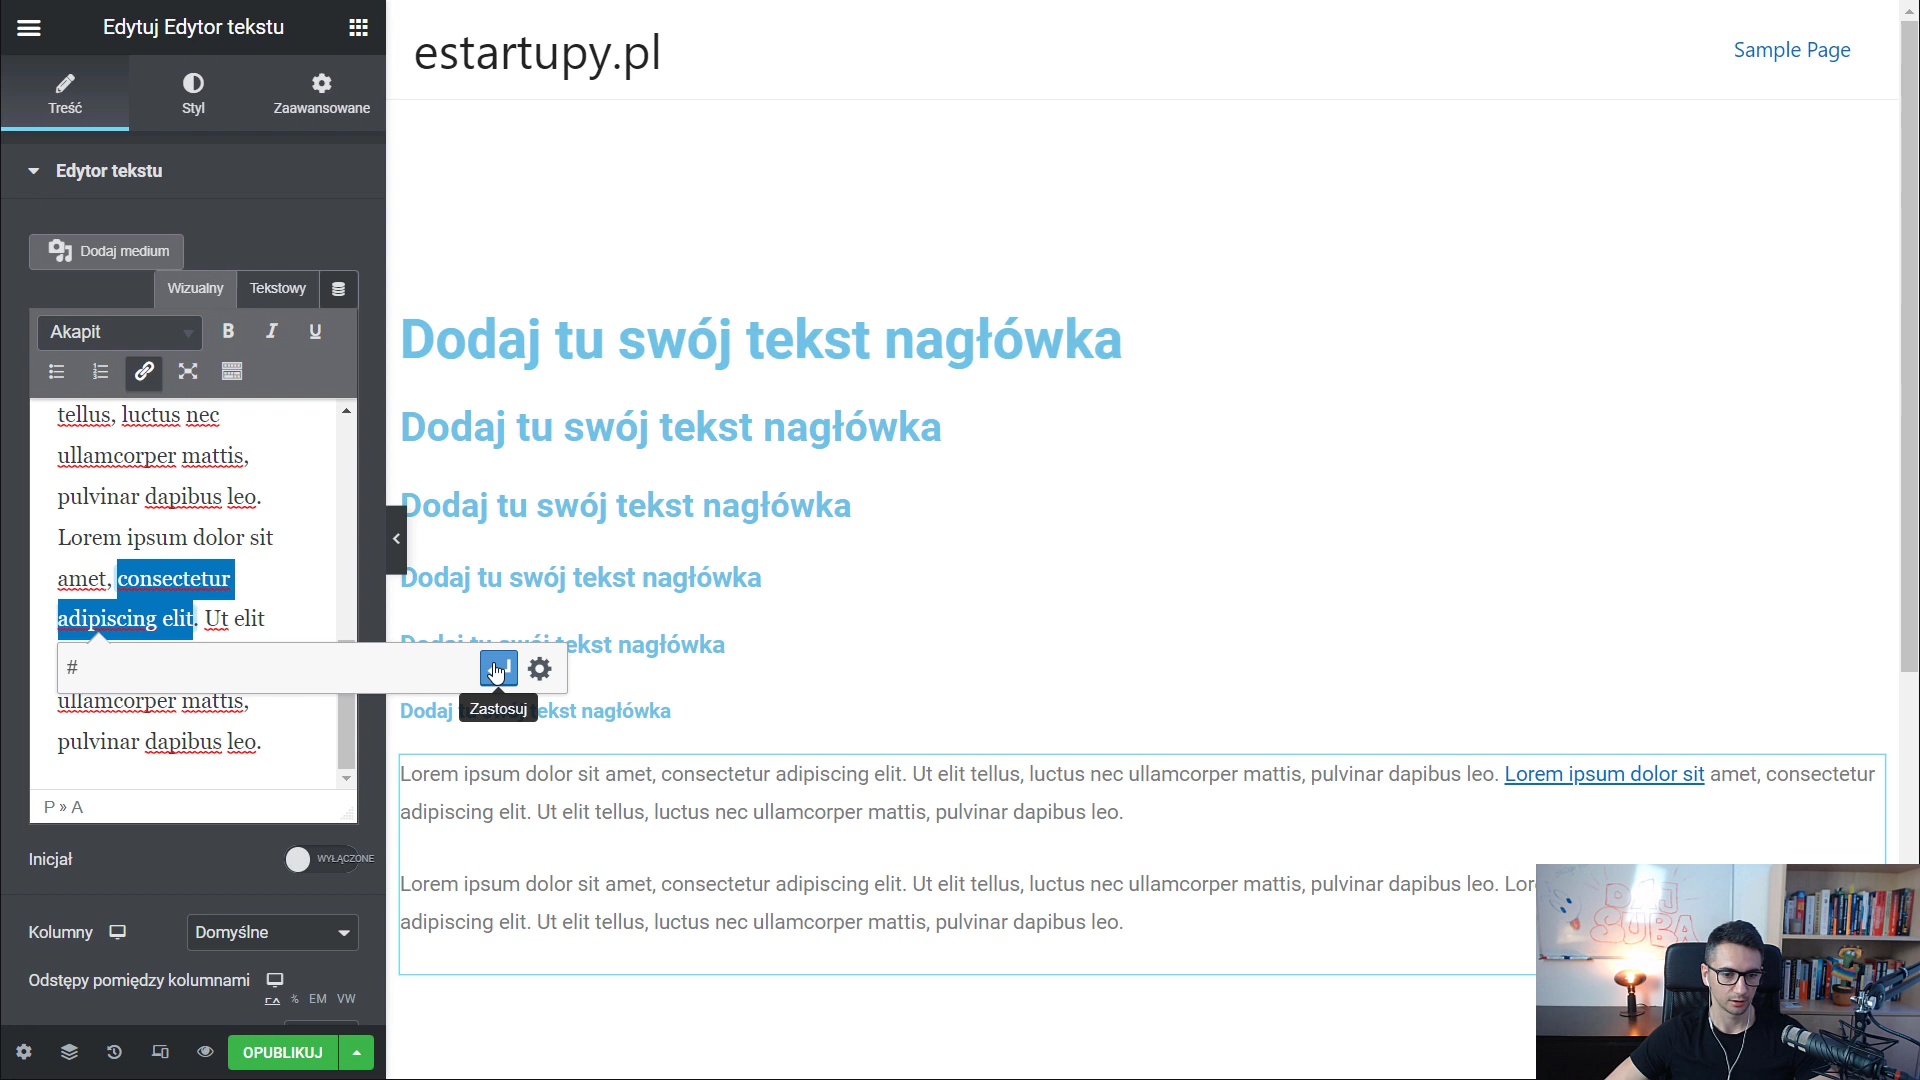 Edytuj Edytor tekstu
Treść
Styl
Zaawansowane
Edytor tekstu
Dodaj medium
Wizualny
Tekstowy
Akapit
B
I
U
tellus, luctus nec
ullamcorper mattis,
pulvinar dapibus leo.
Lorem ipsum dolor sit
amet, consectetur
adipiscing elit. Ut elit
#
Zastosuj
ullamcorper mattis,
pulvinar dapibus leo.
P » A
Inicjał
WYŁĄCZONE
Kolumny
Domyślne
Odstępy pomiędzy kolumnami
% EM VW
OPUBLIKUJ
estartupy.pl
Sample Page
Dodaj tu swój tekst nagłówka
Dodaj tu swój tekst nagłówka
Dodaj tu swój tekst nagłówka
Dodaj tu swój tekst nagłówka
Dodaj tu swój tekst nagłówka
Dodaj ekst nagłówka
Lorem ipsum dolor sit amet, consectetur adipiscing elit. Ut elit tellus, luctus nec ullamcorper mattis, pulvinar dapibus leo. Lorem ipsum dolor sit amet, consectetur
adipiscing elit. Ut elit tellus, luctus nec ullamcorper mattis, pulvinar dapibus leo.
Lorem ipsum dolor sit amet, consectetur adipiscing elit. Ut elit tellus, luctus nec ullamcorper mattis, pulvinar dapibus leo. Lor
adipiscing elit. Ut elit tellus, luctus nec ullamcorper mattis, pulvinar dapibus leo.